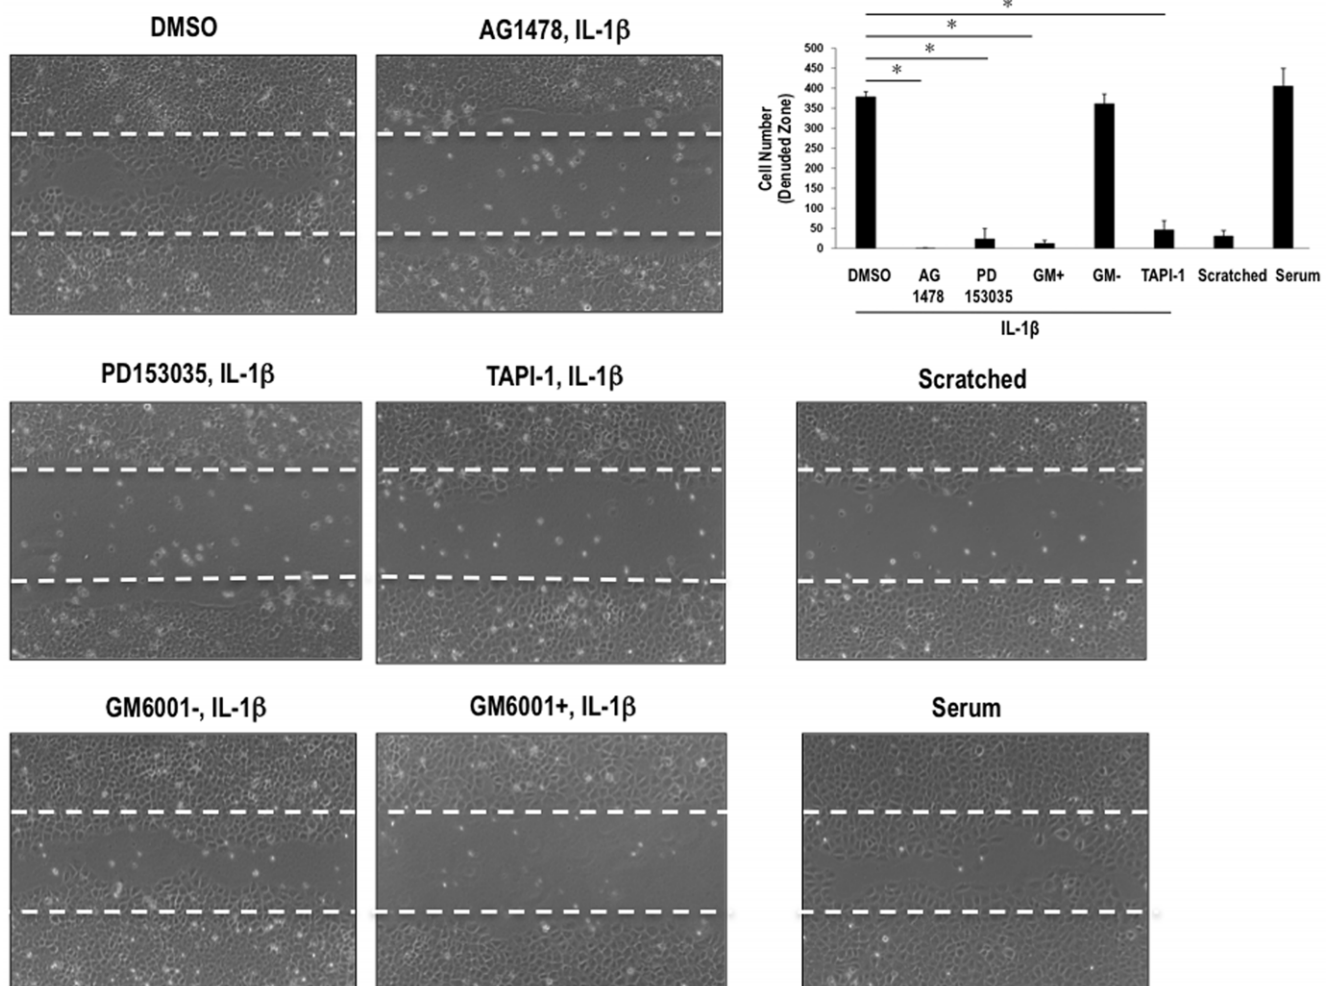 DMSO
AG1478, IL-1β
*
*
*
*
500
450
400
350
300
250
200
150
100
50
0
Cell Number
(Denuded Zone)
DMSO AG PD GM+ GM- TAPI-1 Scratched Serum
1478 153035
IL-1β
PD153035, IL-1β
TAPI-1, IL-1β
Scratched
GM6001-, IL-1β
GM6001+, IL-1β
Serum